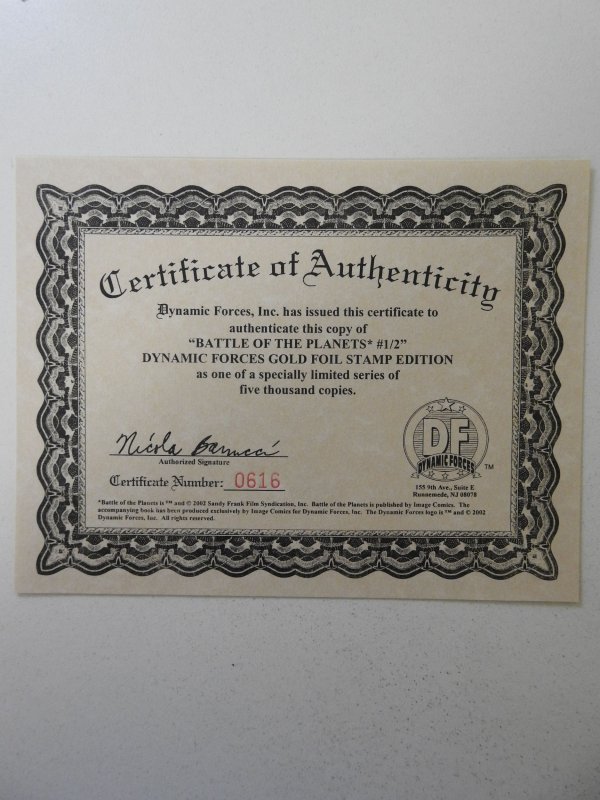 Certificate of Authenticity
Dynamic Forces, Inc. has issued this certificate to
authenticate this copy of
“BATTLE OF THE PLANETS* #1/2”
DYNAMIC FORCES GOLD FOIL STAMP EDITION
as one of a specially limited series of
five thousand copies.
Nicola Barrucci
Authorized Signature
Certificate Number: 0616
DF
DYNAMIC FORCES
TM
155 9th Ave., Suite E
Runnemede, NJ 08078
*Battle of the Planets is ™ and © 2002 Sandy Frank Film Syndication, Inc. Battle of the Planets is published by Image Comics. The
accompanying book has been produced exclusively by Image Comics for Dynamic Forces, Inc. The Dynamic Forces logo is ™ and © 2002
Dynamic Forces, Inc. All rights reserved.